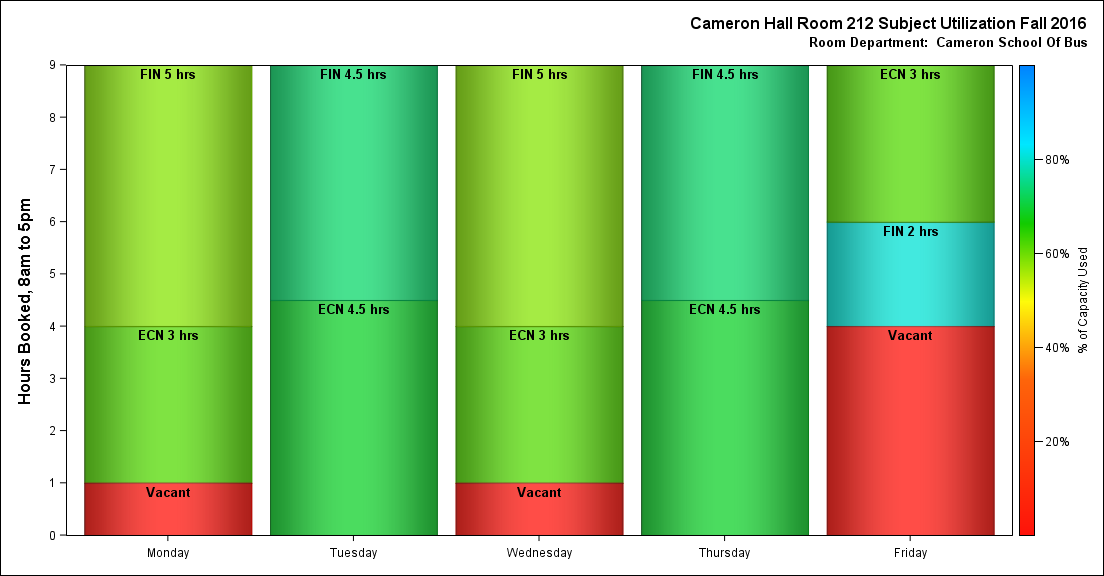 Cameron Hall Room 212 Subject Utilization Fall 2016
Room Department:  Cameron School Of Bus
Hours Booked, 8am to 5pm
9
8
7
6
5
4
3
2
1
0
FIN 5 hrs
ECN 3 hrs
Vacant
FIN 4.5 hrs
ECN 4.5 hrs
FIN 5 hrs
ECN 3 hrs
Vacant
FIN 4.5 hrs
ECN 4.5 hrs
ECN 3 hrs
FIN 2 hrs
Vacant
Monday
Tuesday
Wednesday
Thursday
Friday
80%
60%
40%
20%
% of Capacity Used